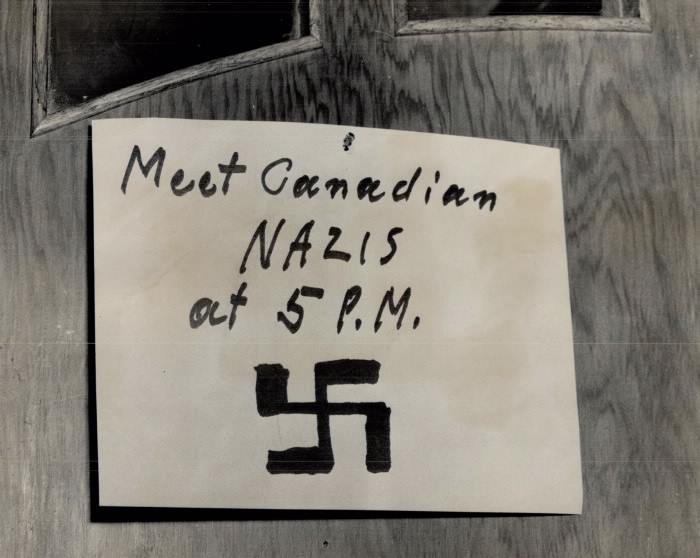 Meet Canadian
NAZIS
at 5 P.M.